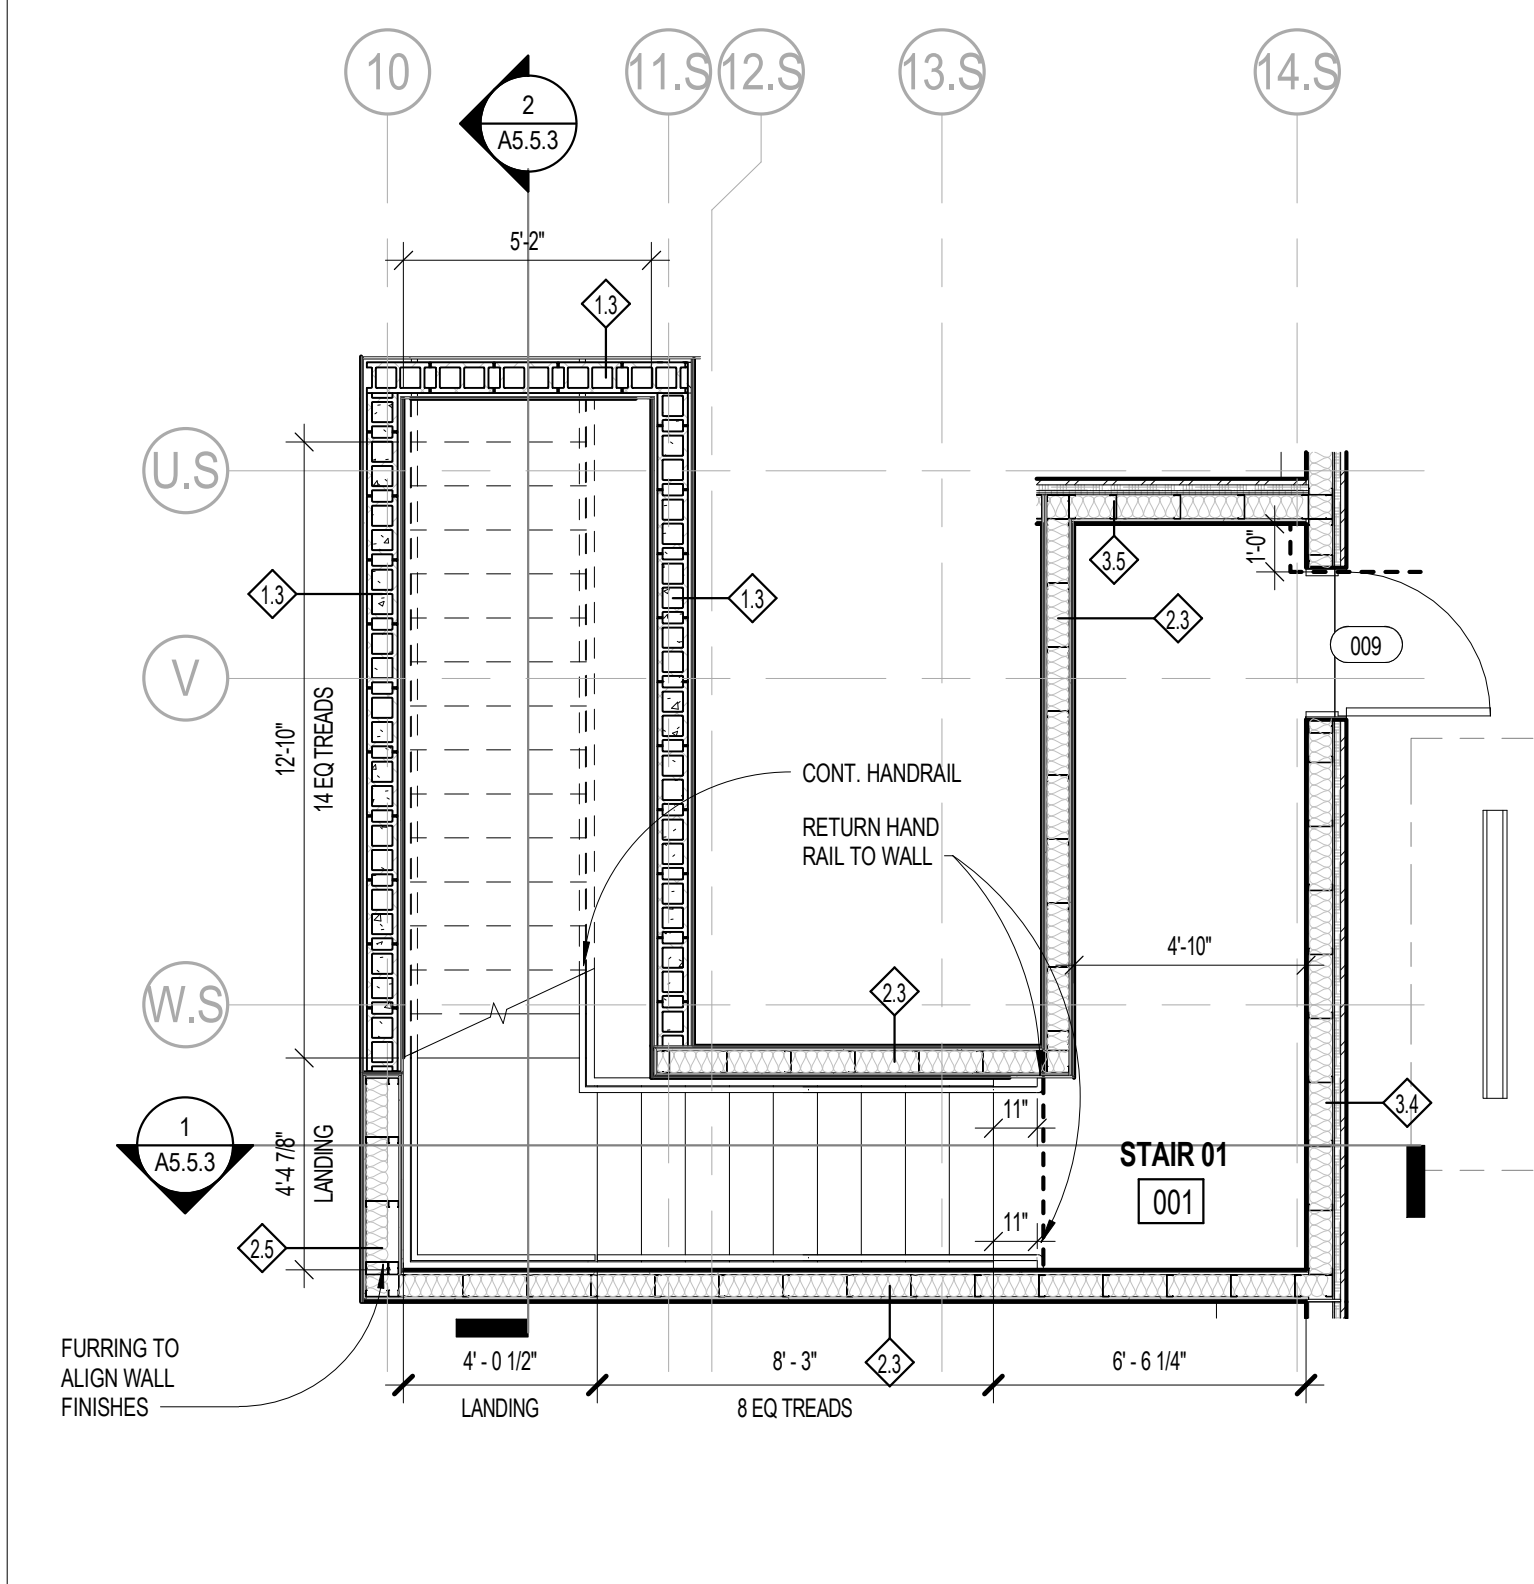 10
11.S
12.S
13.S
14.S
2
A5.5.3
5'-2"
1.3
U.S
1'-0"
3.5
1.3
1.3
2.3
009
V
12'-10"
14 EQ TREADS
CONT. HANDRAIL
RETURN HAND
RAIL TO WALL
4'-10"
W.S
2.3
1
A5.5.3
4'-4 7/8"
LANDING
11"
3.4
STAIR 01
001
11"
2.5
FURRING TO
ALIGN WALL
FINISHES
4' - 0 1/2"
LANDING
8' - 3"
8 EQ TREADS
2.3
6' - 6 1/4"